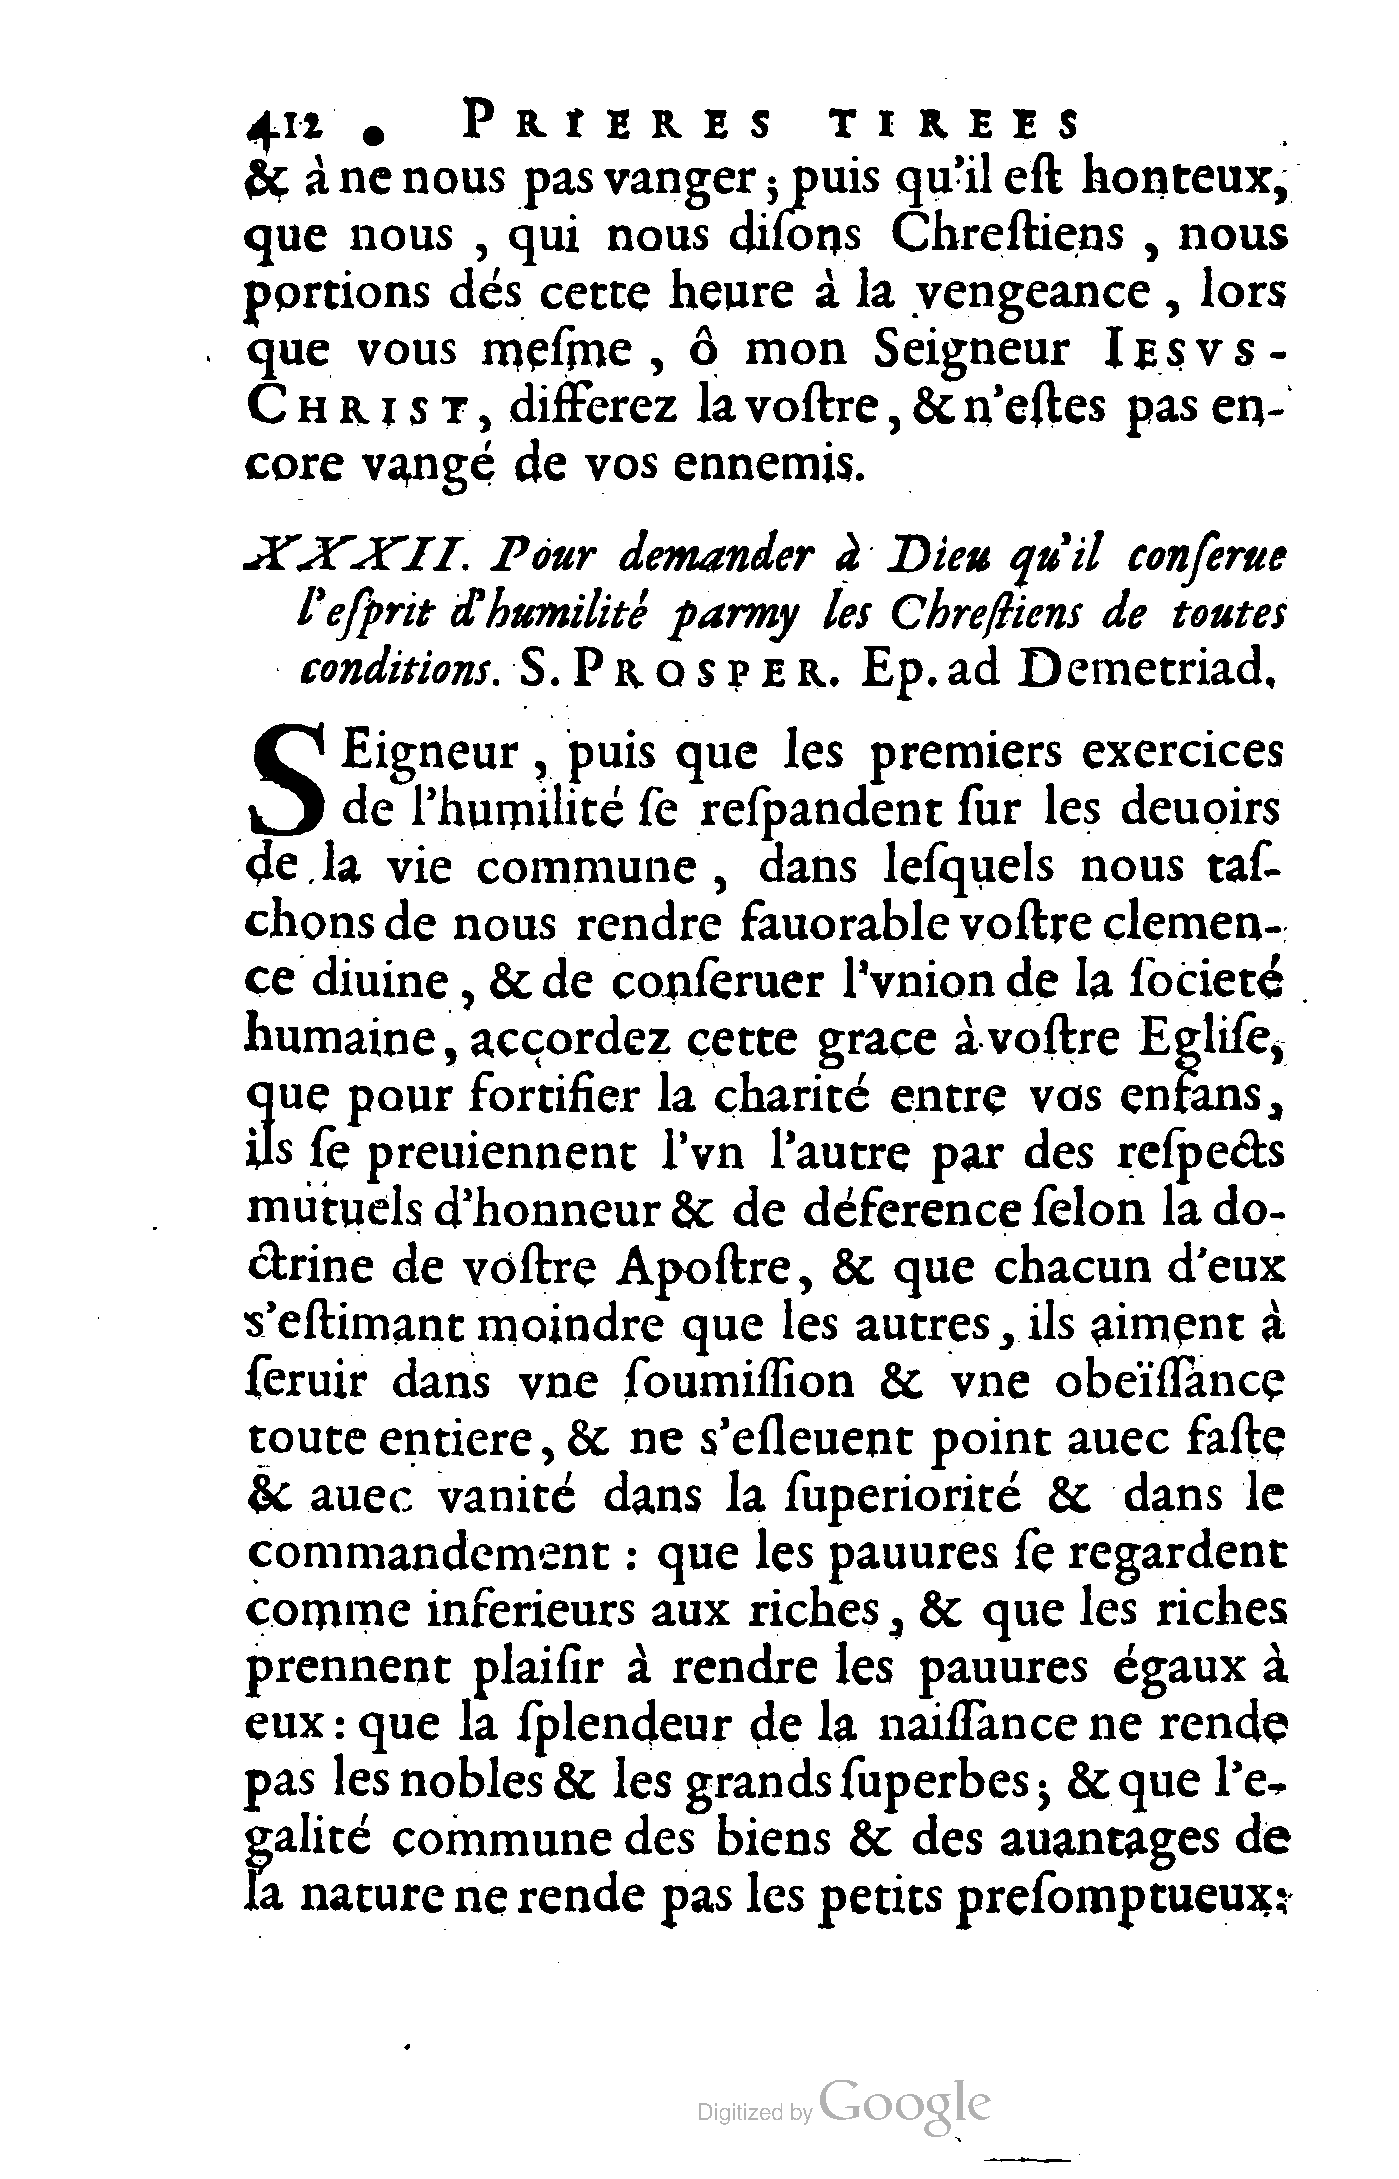 412 . PRIERES TIREES
& à ne nous pas vanger ; puis qu'il eſt honteux,
que nous , qui nous diſons Chreſtiens , nous
portions dés cette heure à la vengeance , lors
que vous meſme , ô mon Seigneur IESVS-
CHRIST, differez la voſtre, & n'eſtes pas en-
core vangé de vos ennemis.
XXXII. Pour demander à Dieu qu'il conſerue
l'eſprit d'humilité parmy les Chreſtiens de toutes
conditions. S. PROSPER. Ep. ad Demetriad.
SEigneur , puis que les premiers exercices
de l'humilité ſe reſpandent ſur les deuoirs
de la vie commune , dans leſquels nous taſ-
chons de nous rendre fauorable voſtre clemen-
ce diuine , & de conſeruer l'vnion de la ſocieté
humaine, accordez cette grace à voſtre Egliſe,
que pour fortifier la charité entre vos enfans,
ils ſe preuiennent l'vn l'autre par des reſpects
mutuels d'honneur & de déference ſelon la do-
ctrine de voſtre Apoſtre, & que chacun d'eux
s'eſtimant moindre que les autres, ils aiment à
ſeruir dans vne ſoumiſſion & vne obeïſſance
toute entiere, & ne s'eſleuent point auec faſte
& auec vanité dans la ſuperiorité & dans le
commandement : que les pauures ſe regardent
comme inferieurs aux riches, & que les riches
prennent plaiſir à rendre les pauures égaux à
eux : que la ſplendeur de la naiſſance ne rende
pas les nobles & les grands ſuperbes; & que l'e-
galité commune des biens & des auantages de
la nature ne rende pas les petits preſomptueux:
Digitized by Google